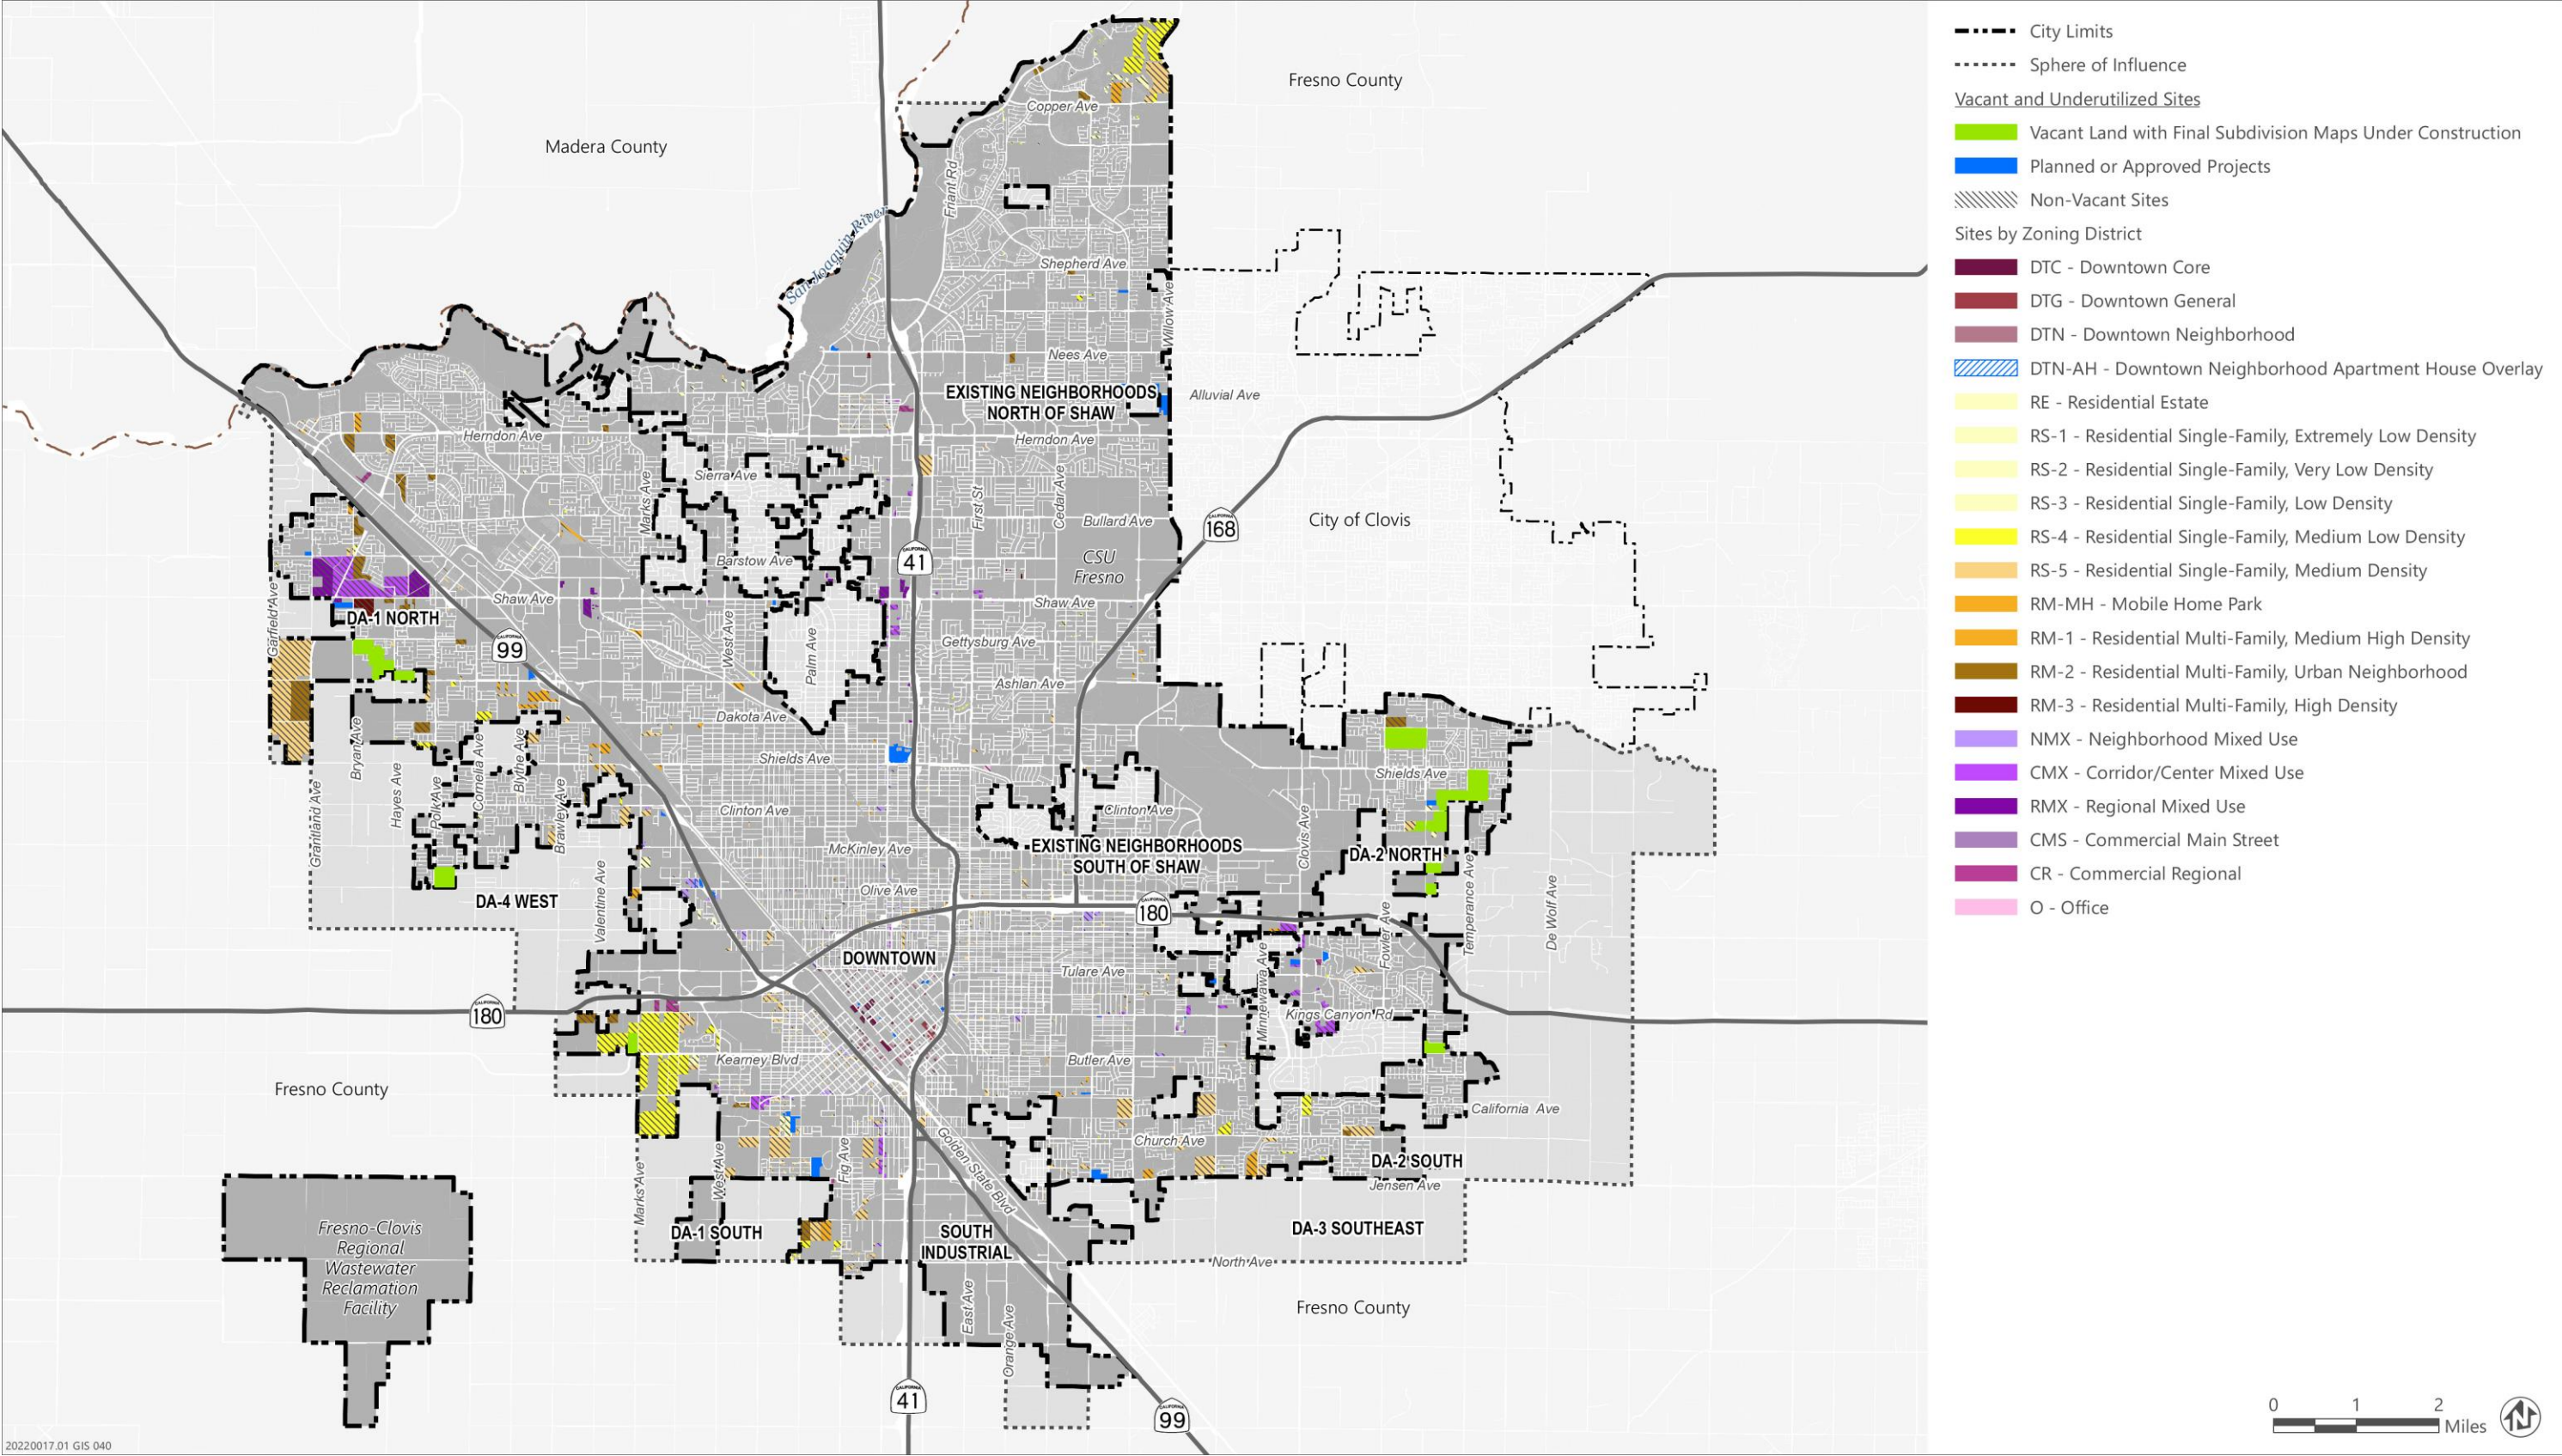 Fresno County
Copper Ave
Madera County
Friant Rd
San Joaquin River
Shepherd Ave
Willow Ave
Nees Ave
EXISTING NEIGHBORHOODS
NORTH OF SHAW
Alluvial Ave
Herndon Ave
Herndon Ave
Sierra Ave
Marks Ave
First St
Cedar Ave
Bullard Ave
CALIFORNIA
168
City of Clovis
Barstow Ave
CALIFORNIA
41
CSU
Fresno
Garfield Ave
Shaw Ave
Shaw Ave
DA-1 NORTH
West Ave
Palm Ave
Gettysburg Ave
CALIFORNIA
99
Ashlan Ave
Dakota Ave
Bryan Ave
Cornelia Ave
Blythe Ave
Shields Ave
Shields Ave
Grantland Ave
Hayes Ave
Polk Ave
Brawley Ave
Clinton Ave
Clinton Ave
Clovis Ave
McKinley Ave
EXISTING NEIGHBORHOODS
SOUTH OF SHAW
DA-2 NORTH
Olive Ave
DA-4 WEST
Valentine Ave
CALIFORNIA
180
Fowler Ave
Temperance Ave
De Wolf Ave
DOWNTOWN
Tulare Ave
Minnewawa Ave
CALIFORNIA
180
Kings Canyon Rd
Kearney Blvd
Butler Ave
Fresno County
California Ave
Church Ave
Golden State Blvd
Marks Ave
West Ave
Fig Ave
DA-2 SOUTH
Jensen Ave
Fresno-Clovis
Regional
Wastewater
Reclamation
Facility
DA-1 SOUTH
SOUTH
INDUSTRIAL
DA-3 SOUTHEAST
North Ave
East Ave
Orange Ave
Fresno County
CALIFORNIA
41
CALIFORNIA
99
20220017.01 GIS 040
City Limits
Sphere of Influence
Vacant and Underutilized Sites
Vacant Land with Final Subdivision Maps Under Construction
Planned or Approved Projects
Non-Vacant Sites
Sites by Zoning District
DTC - Downtown Core
DTG - Downtown General
DTN - Downtown Neighborhood
DTN-AH - Downtown Neighborhood Apartment House Overlay
RE - Residential Estate
RS-1 - Residential Single-Family, Extremely Low Density
RS-2 - Residential Single-Family, Very Low Density
RS-3 - Residential Single-Family, Low Density
RS-4 - Residential Single-Family, Medium Low Density
RS-5 - Residential Single-Family, Medium Density
RM-MH - Mobile Home Park
RM-1 - Residential Multi-Family, Medium High Density
RM-2 - Residential Multi-Family, Urban Neighborhood
RM-3 - Residential Multi-Family, High Density
NMX - Neighborhood Mixed Use
CMX - Corridor/Center Mixed Use
RMX - Regional Mixed Use
CMS - Commercial Main Street
CR - Commercial Regional
O - Office
0 1 2
Miles
N